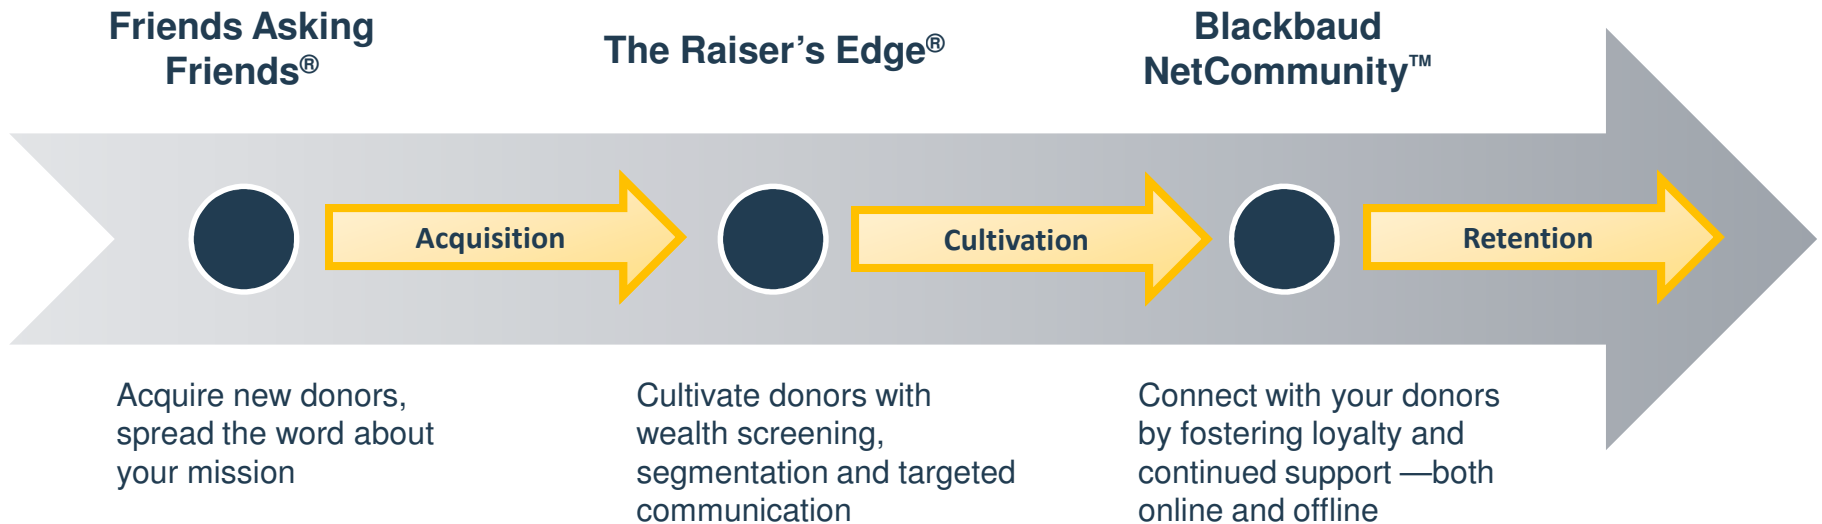 Friends Asking
Friends®
The Raiser’s Edge®
Blackbaud
NetCommunity™
Acquisition
Cultivation
Retention
Acquire new donors,
spread the word about
your mission
Cultivate donors with
wealth screening,
segmentation and targeted
communication
Connect with your donors
by fostering loyalty and
continued support —both
online and offline